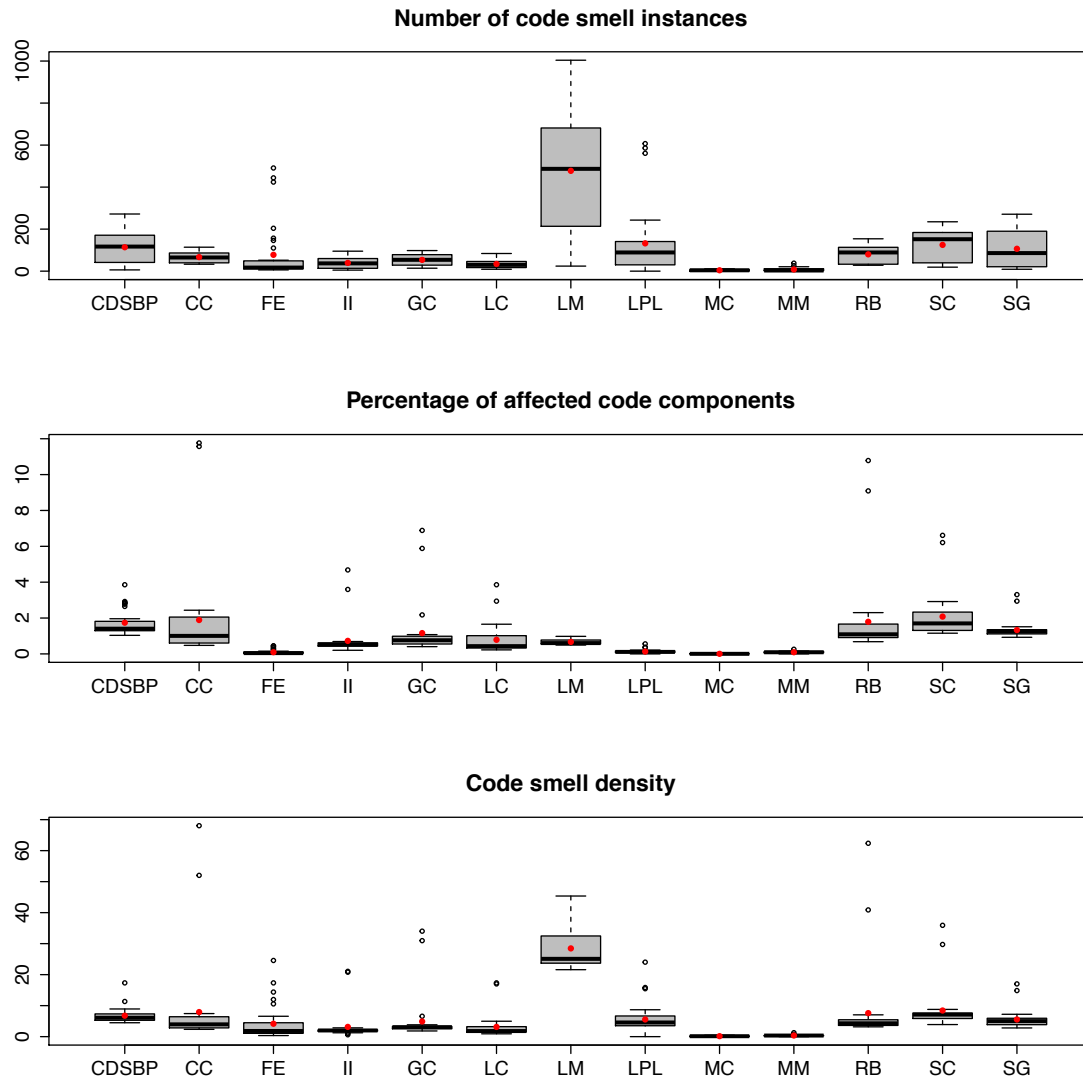 Number of code smell instances
1000
600
200
0
CDSBP CC FE II GC LC LM LPL MC MM RB SC SG
Percentage of affected code components
10
8
6
4
2
0
CDSBP CC FE II GC LC LM LPL MC MM RB SC SG
Code smell density
60
40
20
0
CDSBP CC FE II GC LC LM LPL MC MM RB SC SG